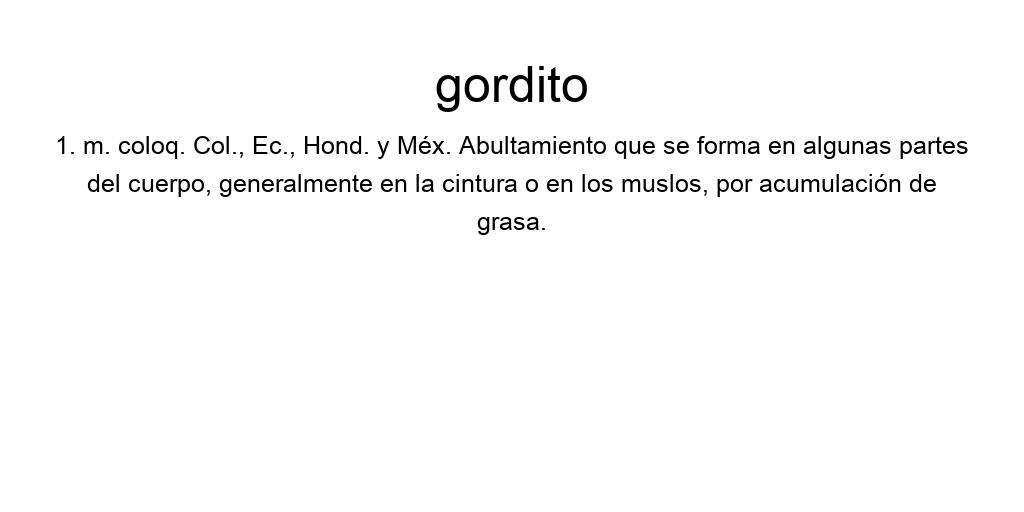 gordito
1. m. coloq. Col., Ec., Hond. y Méx. Abultamiento que se forma en algunas partes
del cuerpo, generalmente en la cintura o en los muslos, por acumulación de
grasa.